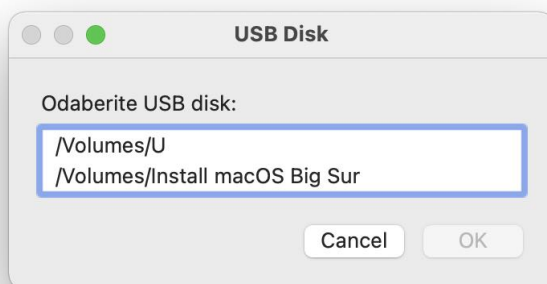 USB Disk
Odaberite USB disk:
/Volumes/U
/Volumes/Install macOS Big Sur
Cancel
OK